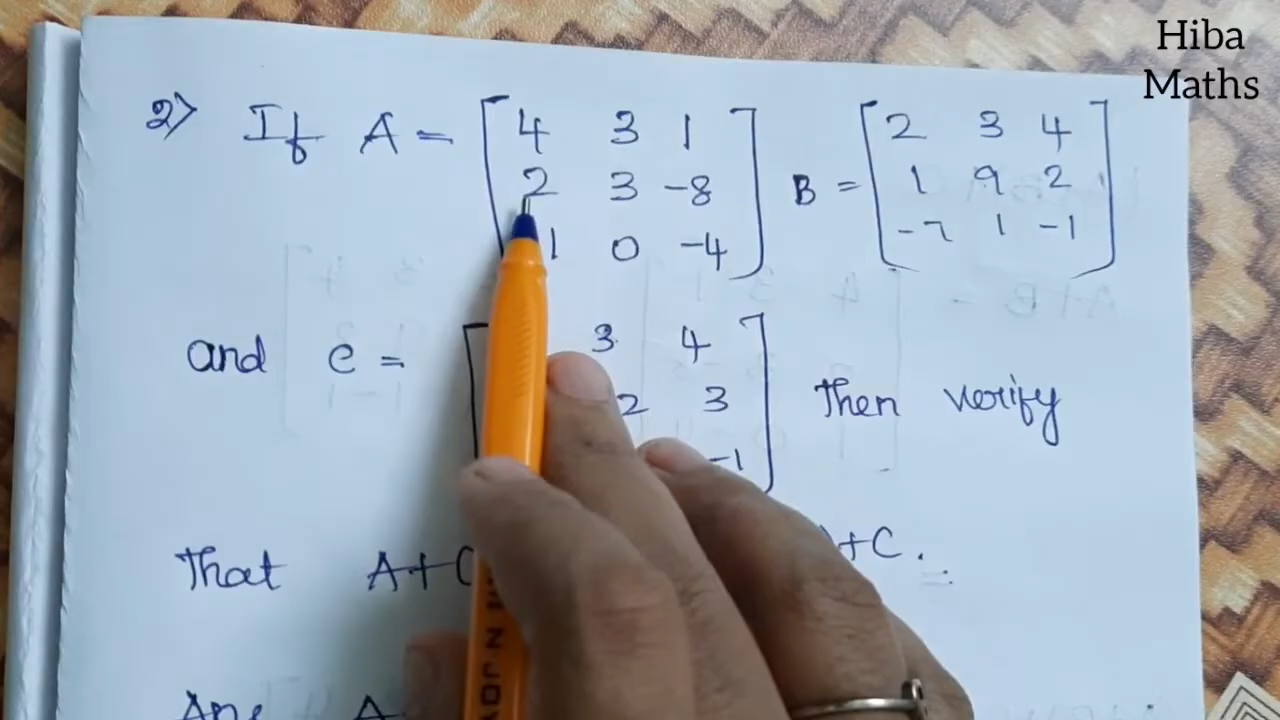 Hiba
Maths
2) If A = [4 3 1 B = [2 3 4
2 3 -8 1 9 2
1 0 -4] -7 1 -1]
and C = [ 3 4
2 3 Then verify
-1]
That A+C A+C.
Ans A